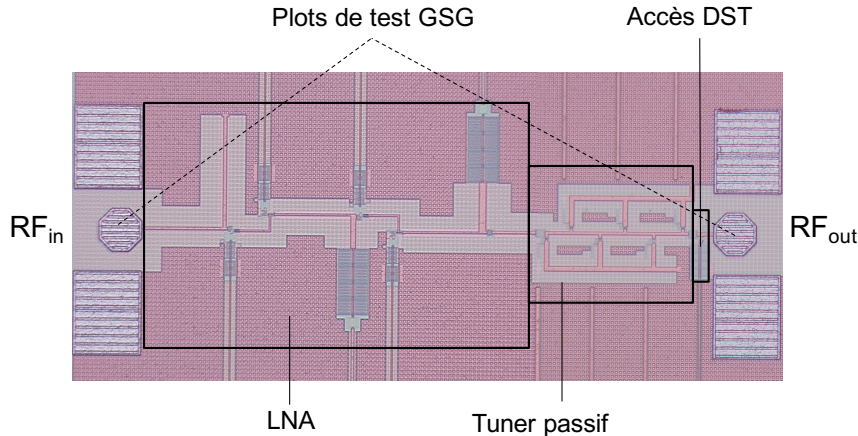 Plots de test GSG
Accès DST
RFin
RFout
LNA
Tuner passif